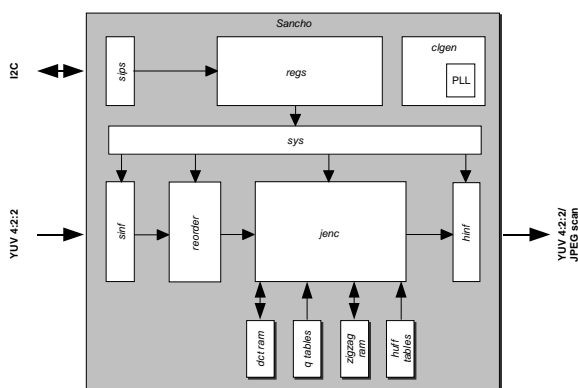 Sancho
I2C
sips
regs
clgen
PLL
sys
YUV 4:2:2
sinf
reorder
jenc
hinf
YUV 4:2:2/
JPEG scan
dct ram
q tables
zigzag
ram
huff
tables